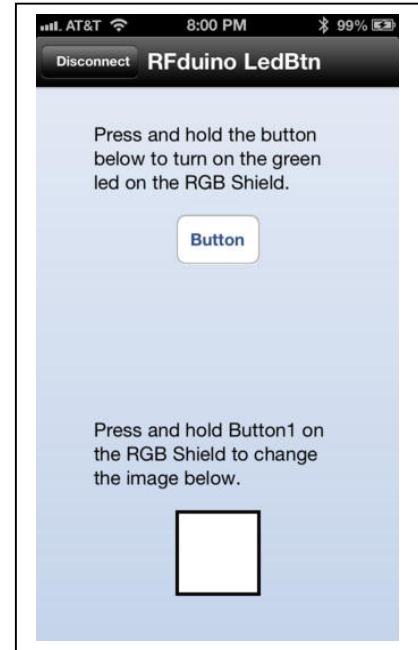 AT&T 8:00 PM 99%
Disconnect RFduino LedBtn
Press and hold the button
below to turn on the green
led on the RGB Shield.
Button
Press and hold Button1 on
the RGB Shield to change
the image below.